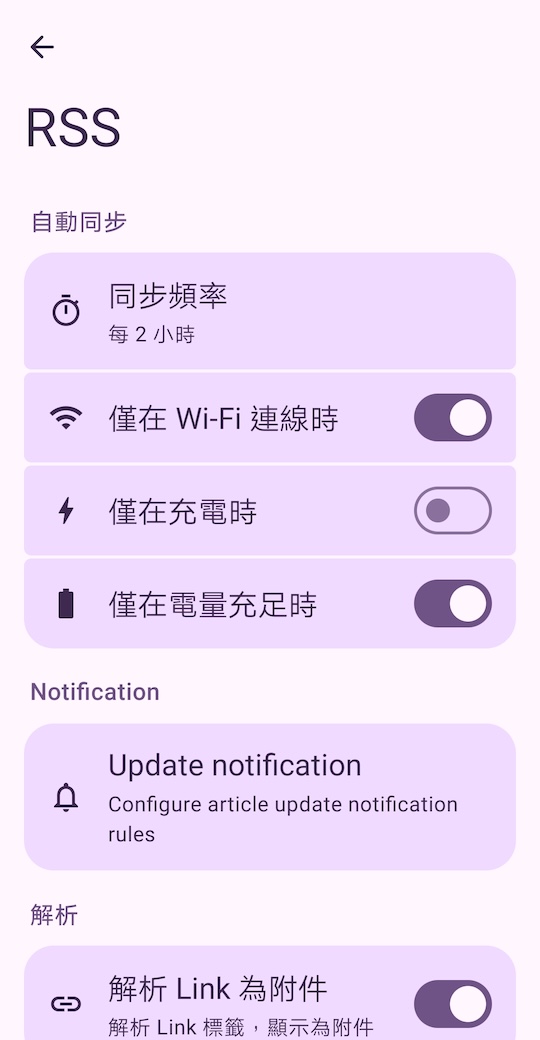 RSS
自動同步
同步頻率
每 2 小時
僅在 Wi-Fi 連線時
僅在充電時
僅在電量充足時
Notification
Update notification
Configure article update notification
rules
解析
解析 Link 為附件
解析 Link 標籤，顯示為附件